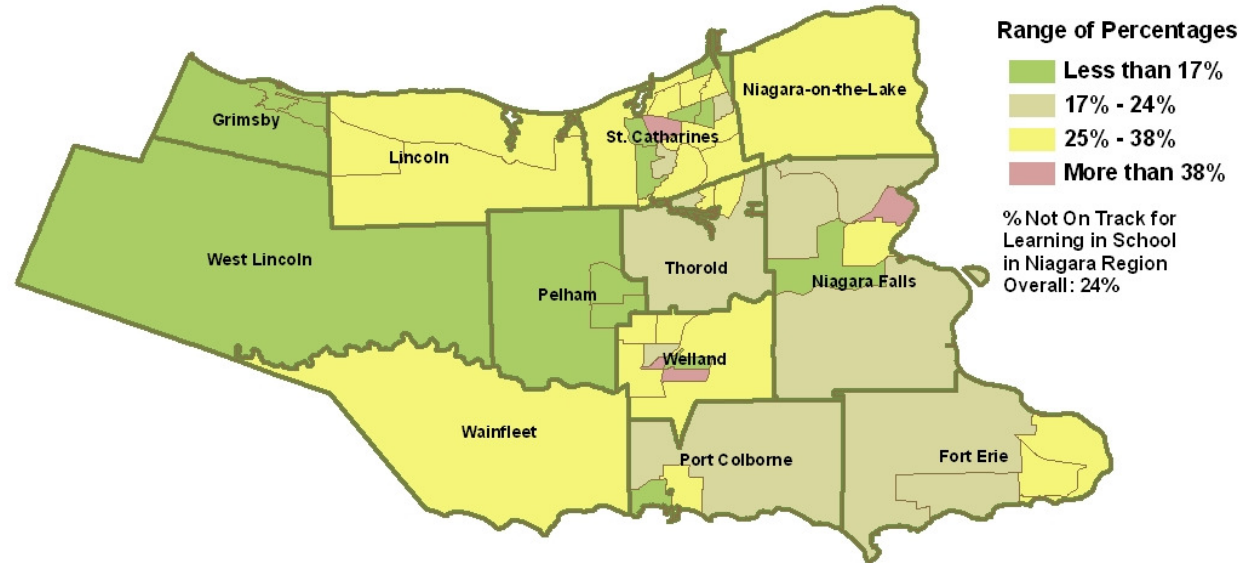 Range of Percentages
Less than 17%
17% - 24%
25% - 38%
More than 38%
% Not On Track for
Learning in School
in Niagara Region
Overall: 24%
Niagara-on-the-Lake
Grimsby
St. Catharines
Lincoln
West Lincoln
Thorold
Niagara Falls
Pelham
Welland
Wainfleet
Port Colborne
Fort Erie